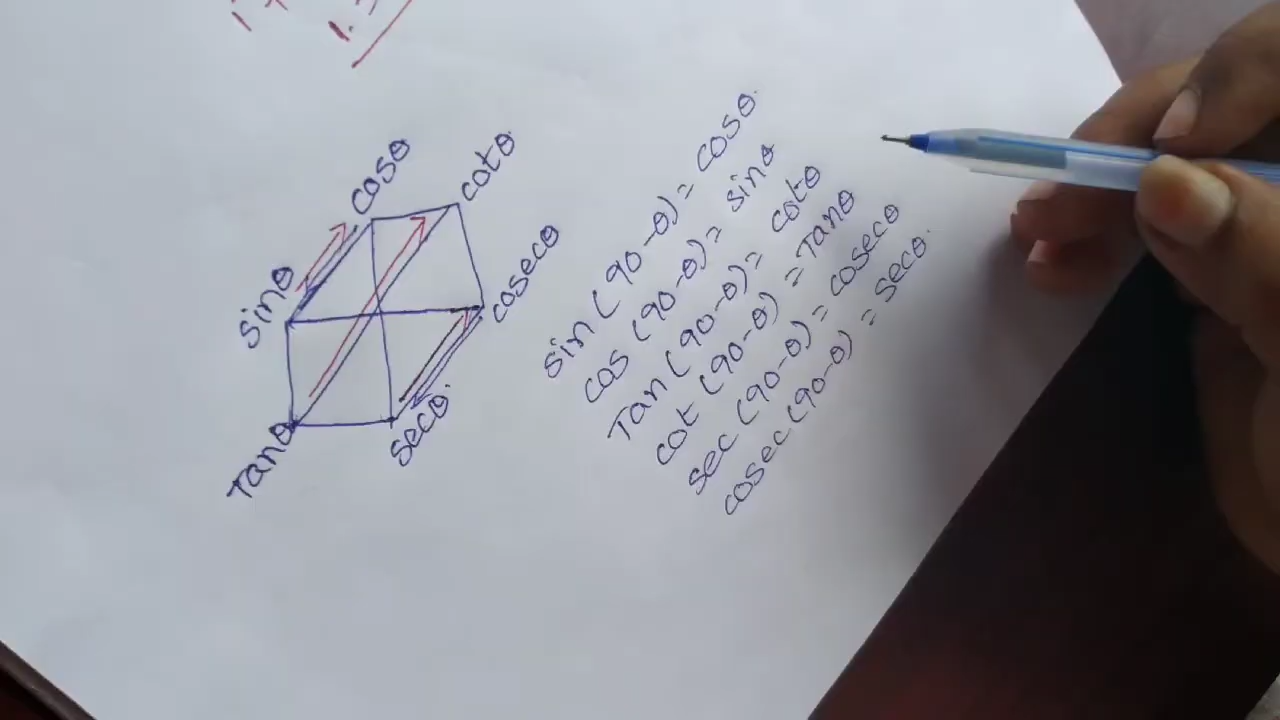 cosθ
cotθ
sinθ
cosecθ
Tanθ
secθ.
sin (90-θ) = cosθ.
cos (90-θ) = sinθ
Tan (90-θ) = cotθ
cot (90-θ) = Tanθ
sec (90-θ) = cosecθ
cosec (90-θ) = secθ.